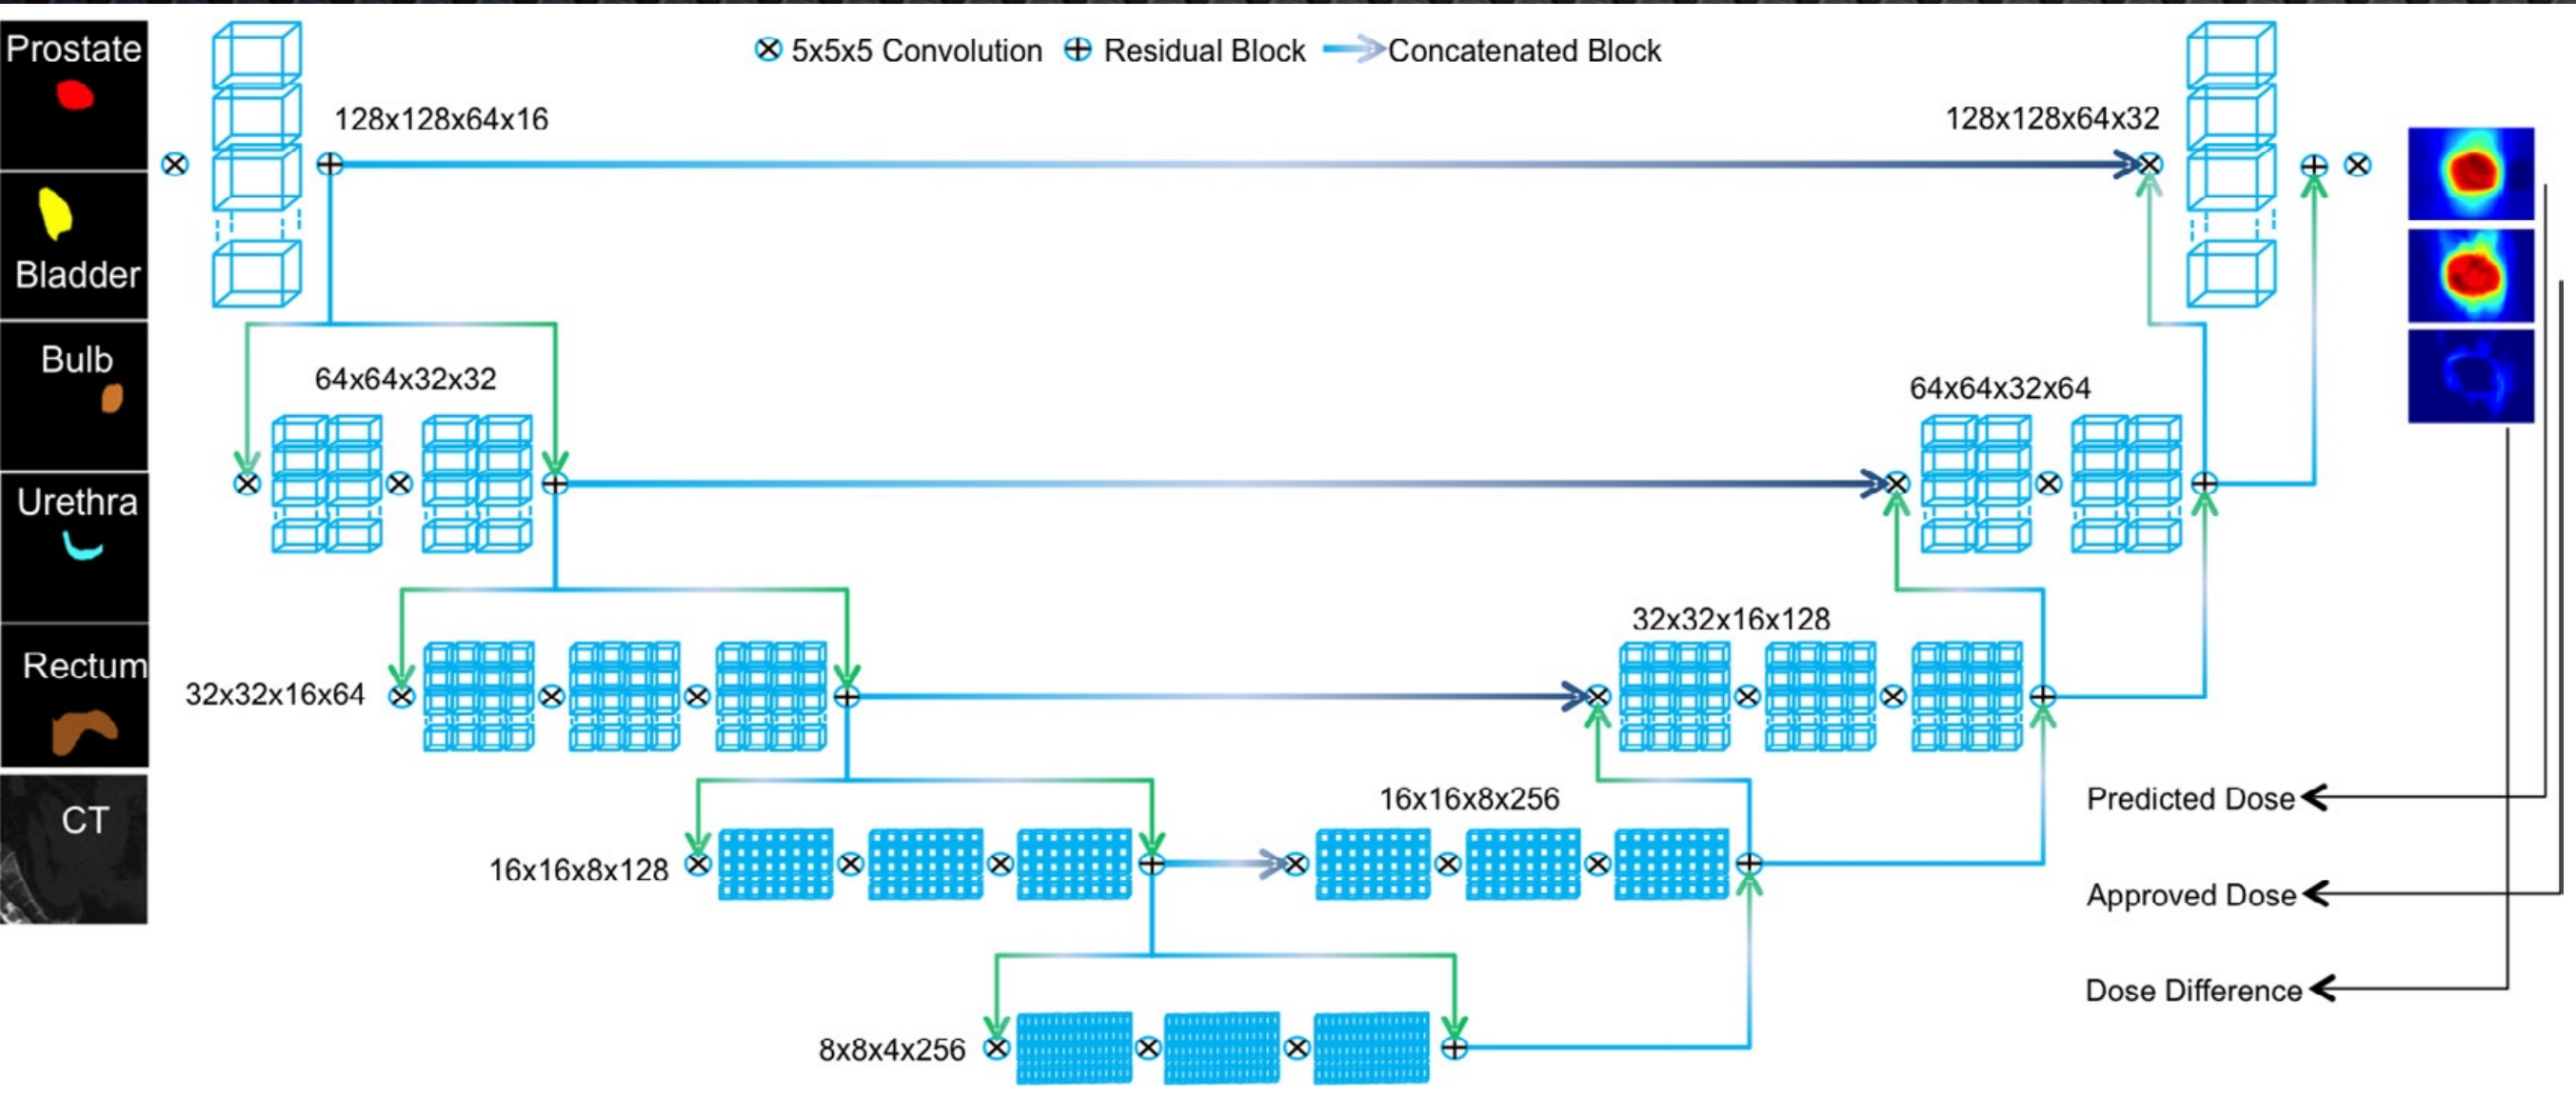 Prostate
Bladder
Bulb
Urethra
Rectum
CT
5x5x5 Convolution
Residual Block
Concatenated Block
128x128x64x16
128x128x64x32
64x64x32x32
64x64x32x64
32x32x16x64
32x32x16x128
16x16x8x128
16x16x8x256
8x8x4x256
Predicted Dose
Approved Dose
Dose Difference